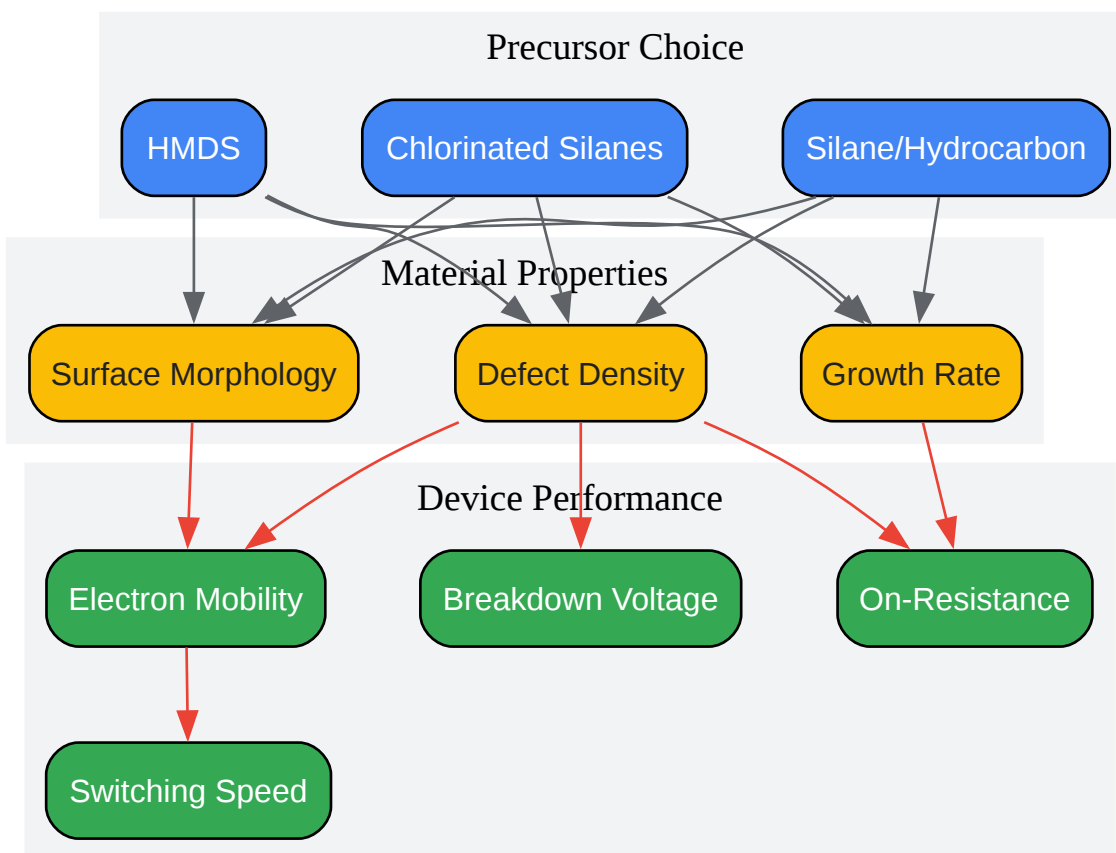 Precursor Choice
HMDS
Chlorinated Silanes
Silane/Hydrocarbon
Material Properties
Surface Morphology
Defect Density
Growth Rate
Device Performance
Electron Mobility
Breakdown Voltage
On-Resistance
Switching Speed